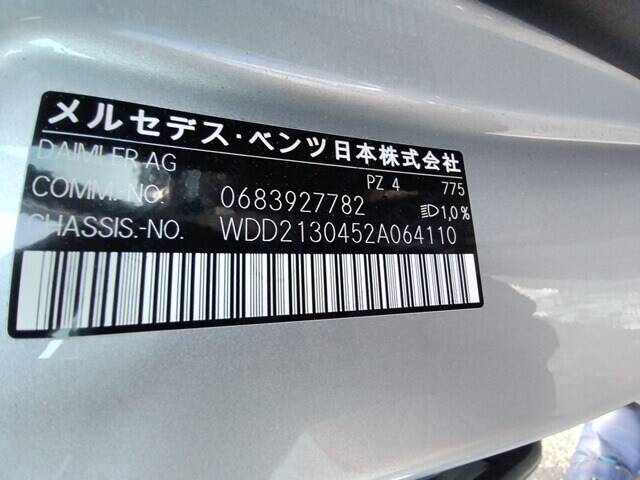 メルセデス・ベンツ日本株式会社
DAIMLER AG PZ 4 775
COMM.-NO. 0683927782 1,0%
CHASSIS.-NO. WDD2130452A064110